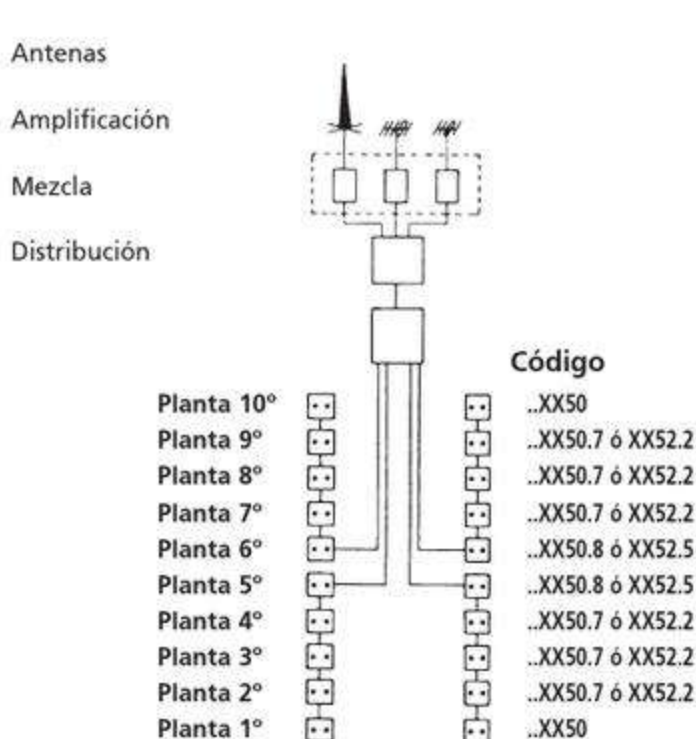 Antenas
Amplificación
Mezcla
Distribución
Código
Planta 10º ..XX50
Planta 9º ..XX50.7 ó XX52.2
Planta 8º ..XX50.7 ó XX52.2
Planta 7º ..XX50.7 ó XX52.2
Planta 6º ..XX50.8 ó XX52.5
Planta 5º ..XX50.8 ó XX52.5
Planta 4º ..XX50.7 ó XX52.2
Planta 3º ..XX50.7 ó XX52.2
Planta 2º ..XX50.7 ó XX52.2
Planta 1º ..XX50